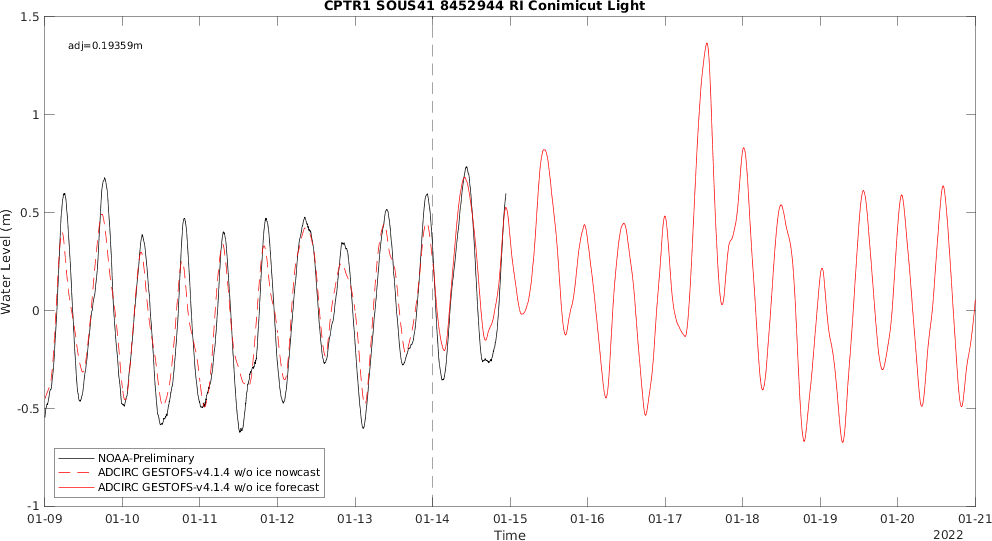 CPTR1 SOUS41 8452944 RI Conimicut Light
adj=0.19359m
1.5
1
0.5
0
-0.5
-1
Water Level (m)
NOAA-Preliminary
ADCIRC GESTOFS-v4.1.4 w/o ice nowcast
ADCIRC GESTOFS-v4.1.4 w/o ice forecast
01-09 01-10 01-11 01-12 01-13 01-14 01-15 01-16 01-17 01-18 01-19 01-20 01-21
Time
2022